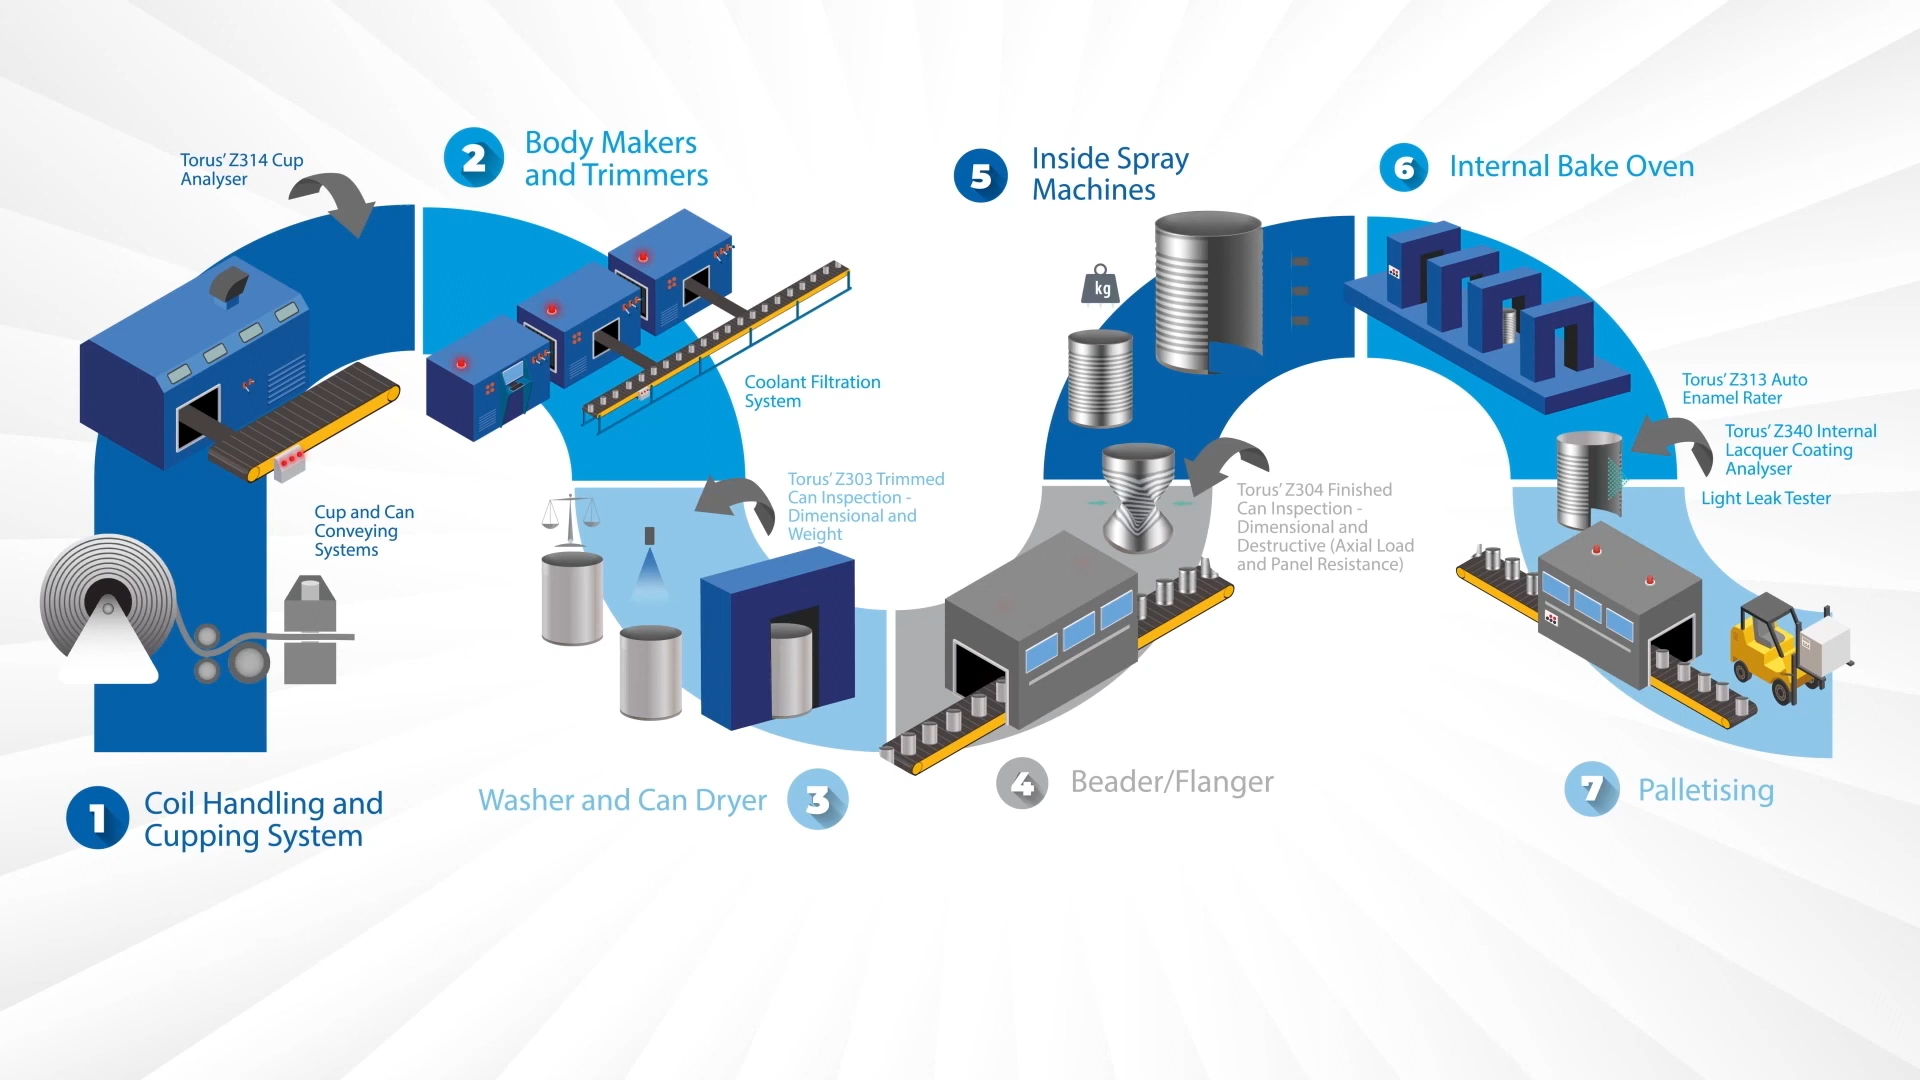 Torus' Z314 Cup
Analyser
Cup and Can
Conveying
Systems
1
Coil Handling and
Cupping System
2
Body Makers
and Trimmers
Coolant Filtration
System
Torus' Z303 Trimmed
Can Inspection -
Dimensional and
Weight
Washer and Can Dryer
3
4
Beader/Flanger
Torus' Z304 Finished
Can Inspection -
Dimensional and
Destructive (Axial Load
and Panel Resistance)
5
Inside Spray
Machines
kg
6
Internal Bake Oven
Torus' Z313 Auto
Enamel Rater
Torus' Z340 Internal
Lacquer Coating
Analyser
Light Leak Tester
7
Palletising